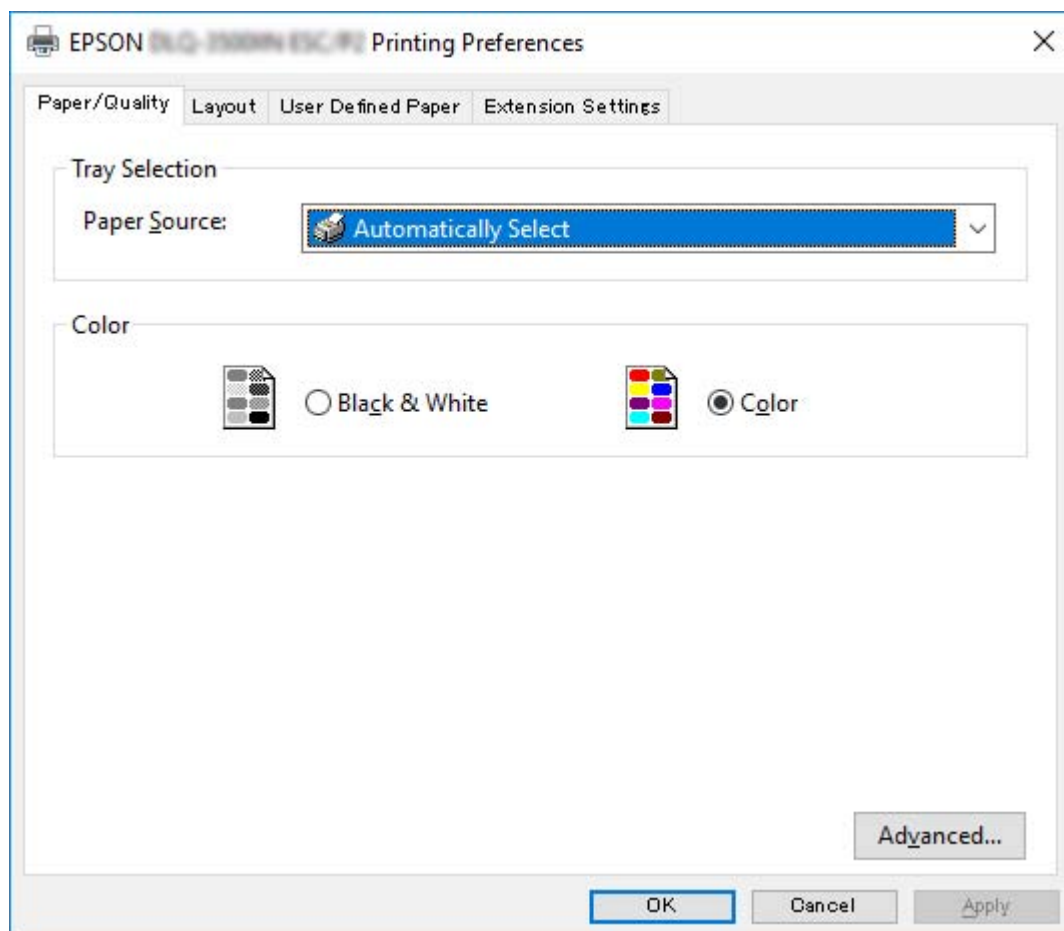 EPSON Printing Preferences
Paper/Quality Layout User Defined Paper Extension Settings
Tray Selection
Paper Source: Automatically Select
Color
Black & White Color
Advanced...
OK Cancel Apply